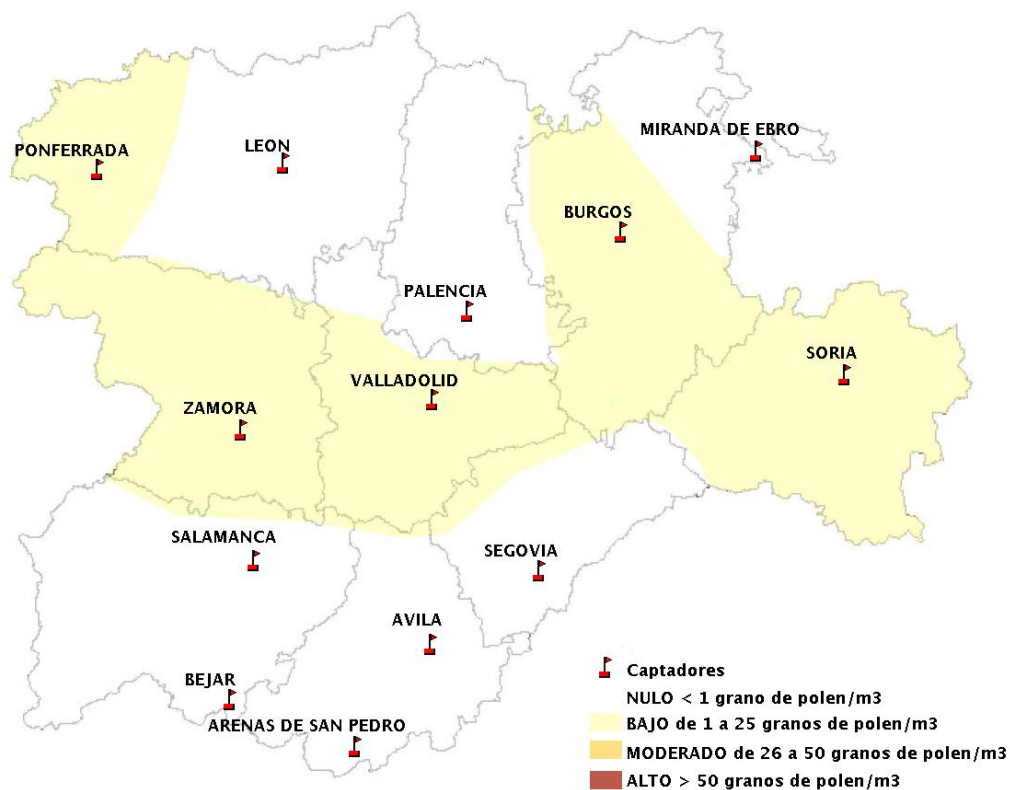 MIRANDA DE EBRO
PONFERRADA
LEON
BURGOS
PALENCIA
SORIA
VALLADOLID
ZAMORA
SALAMANCA
SEGOVIA
AVILA
BEJAR
ARENAS DE SAN PEDRO
Captadores
NULO < 1 grano de polen/m3
BAJO de 1 a 25 granos de polen/m3
MODERADO de 26 a 50 granos de polen/m3
ALTO > 50 granos de polen/m3